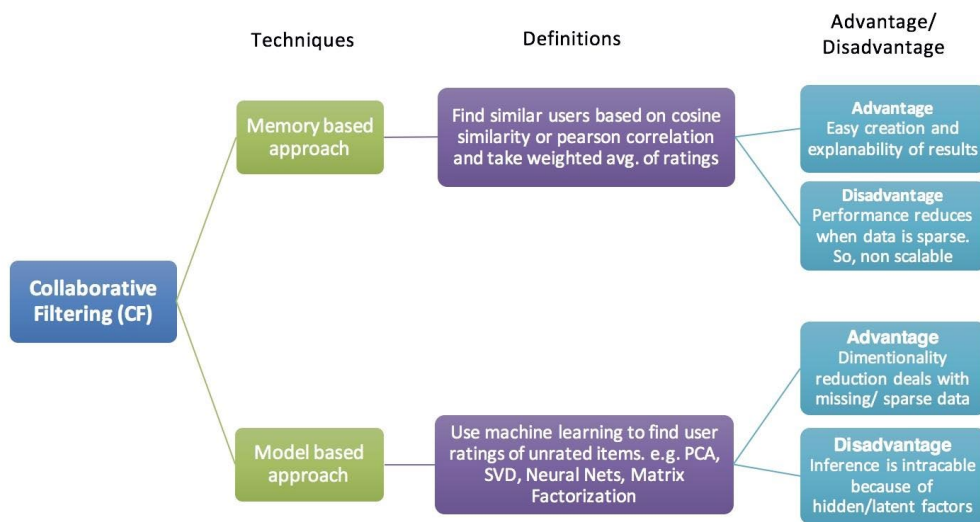 Techniques
Definitions
Advantage/
Disadvantage
Collaborative
Filtering (CF)
Memory based
approach
Find similar users based on cosine
similarity or pearson correlation
and take weighted avg. of ratings
Advantage
Easy creation and
explanability of results
Disadvantage
Performance reduces
when data is sparse.
So, non scalable
Model based
approach
Use machine learning to find user
ratings of unrated items. e.g. PCA,
SVD, Neural Nets, Matrix
Factorization
Advantage
Dimentionality
reduction deals with
missing/ sparse data
Disadvantage
Inference is intracable
because of
hidden/latent factors